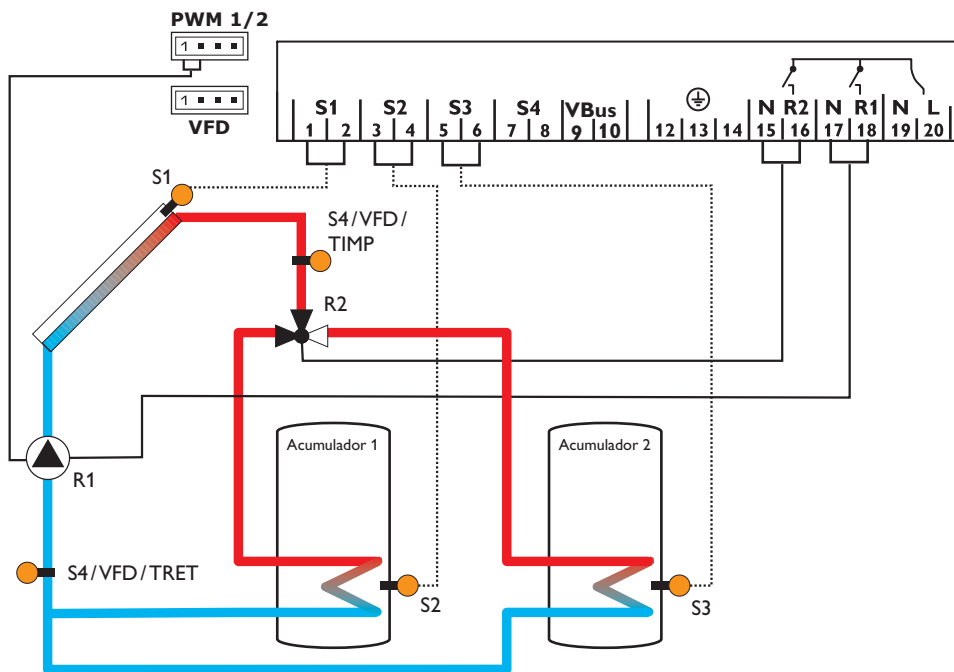 PWM 1/2
1
1
VFD
S1 S2 S3 S4 VBus N R2 N R1 N L
1 2 3 4 5 6 7 8 9 10 12 13 14 15 16 17 18 19 20
S1
S4/VFD/
TIMP
R2
Acumulador 1
Acumulador 2
R1
S4/VFD/TRET
S2
S3